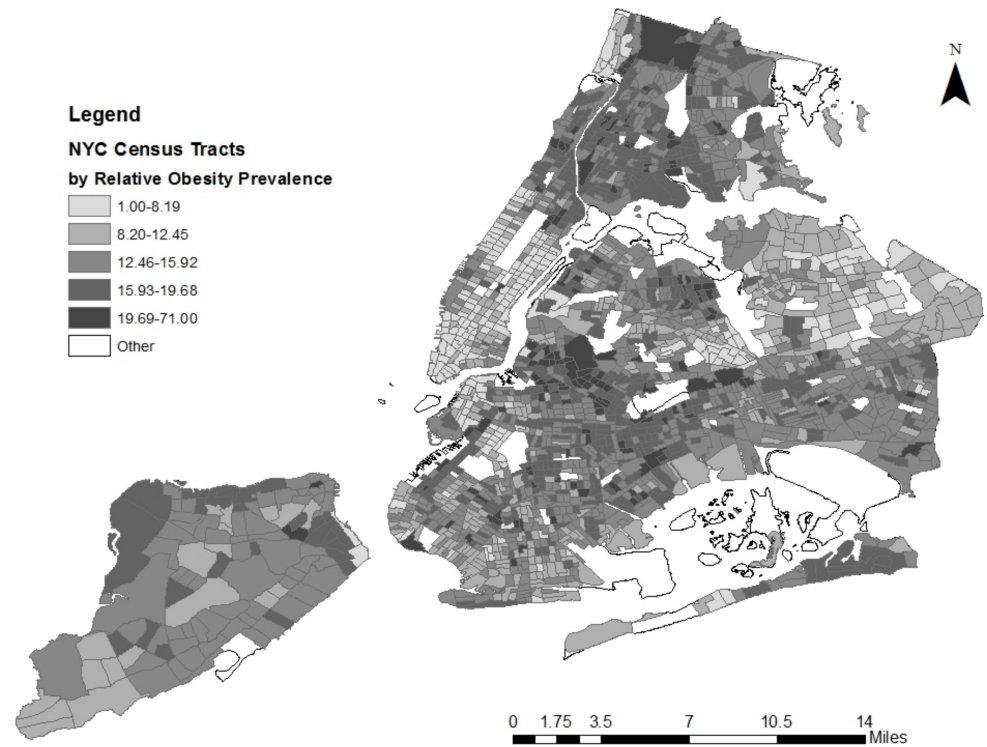 N
Legend
NYC Census Tracts
by Relative Obesity Prevalence
1.00-8.19
8.20-12.45
12.46-15.92
15.93-19.68
19.69-71.00
Other
0 1.75 3.5 7 10.5 14
Miles